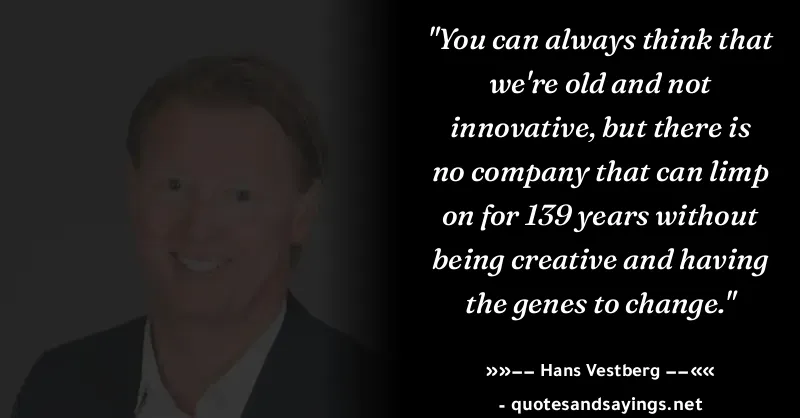 "You can always think that
we're old and not
innovative, but there is
no company that can limp
on for 139 years without
being creative and having
the genes to change."
»»−− Hans Vestberg −−««
- quotesandsayings.net